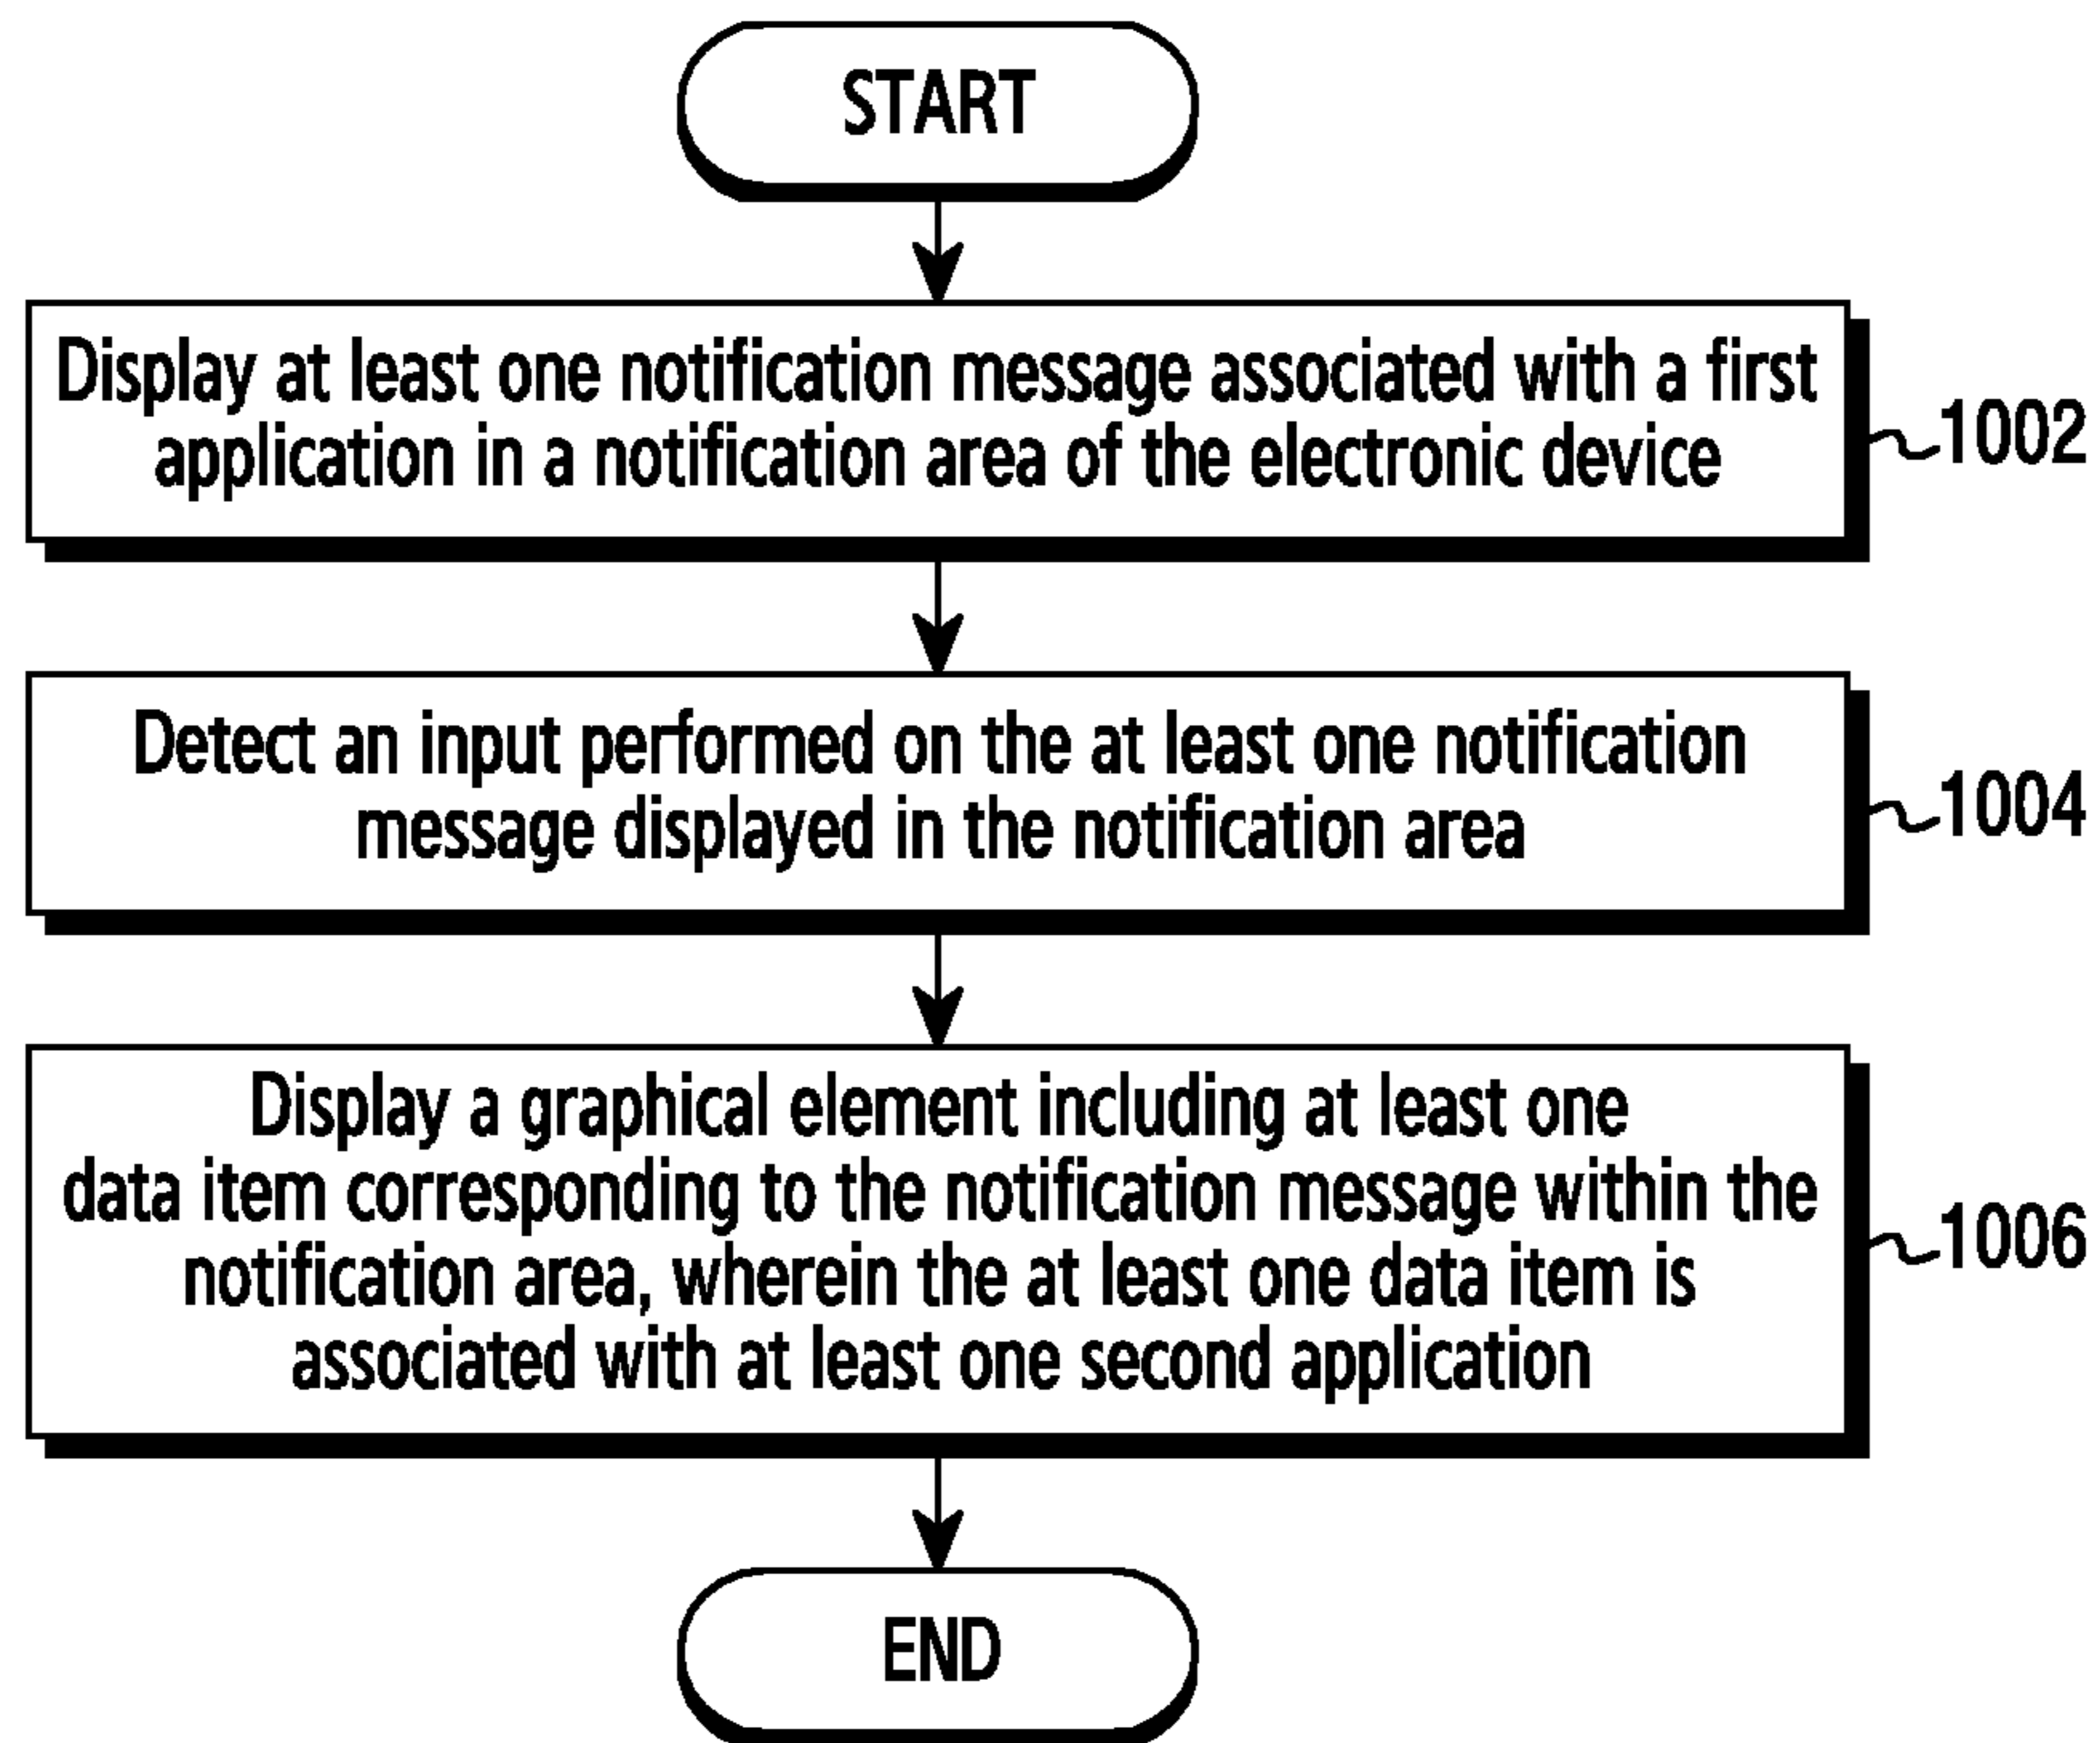 START
Display at least one notification message associated with a first
application in a notification area of the electronic device
1002
Detect an input performed on the at least one notification
message displayed in the notification area
1004
Display a graphical element including at least one
data item corresponding to the notification message within the
notification area, wherein the at least one data item is
associated with at least one second application
1006
END